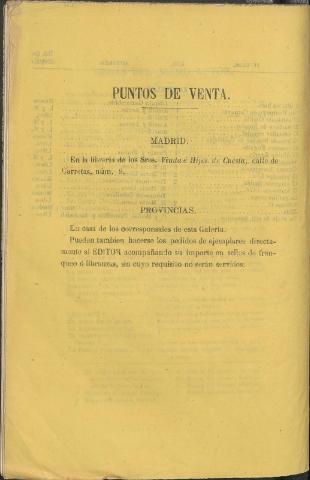 PUNTOS DE VENTA.
MADRID.
En la librería de los Sres. Viuda é Hijos de Cuesta, calle de
Carretas, núm. 9.
PROVINCIAS.
En casa de los corresponsales de esta Galería.
Pueden tambien hacerse los pedidos de ejemplares directa-
mente al EDITOR acompañando su importe en sellos de fran-
queo ó libranzas, sin cuyo requisito no serán servidos.